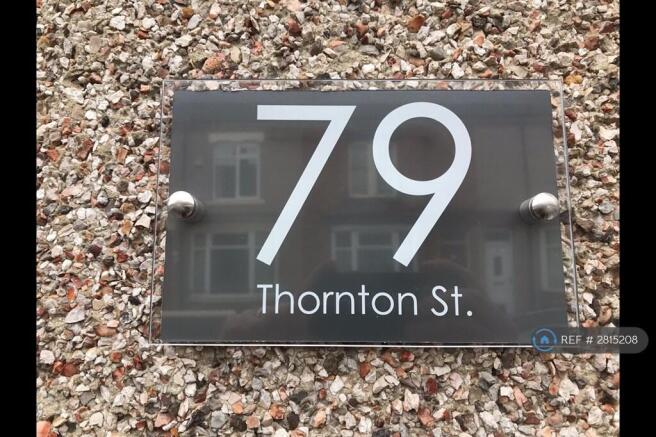 79
Thornton St.
REF # 2815208